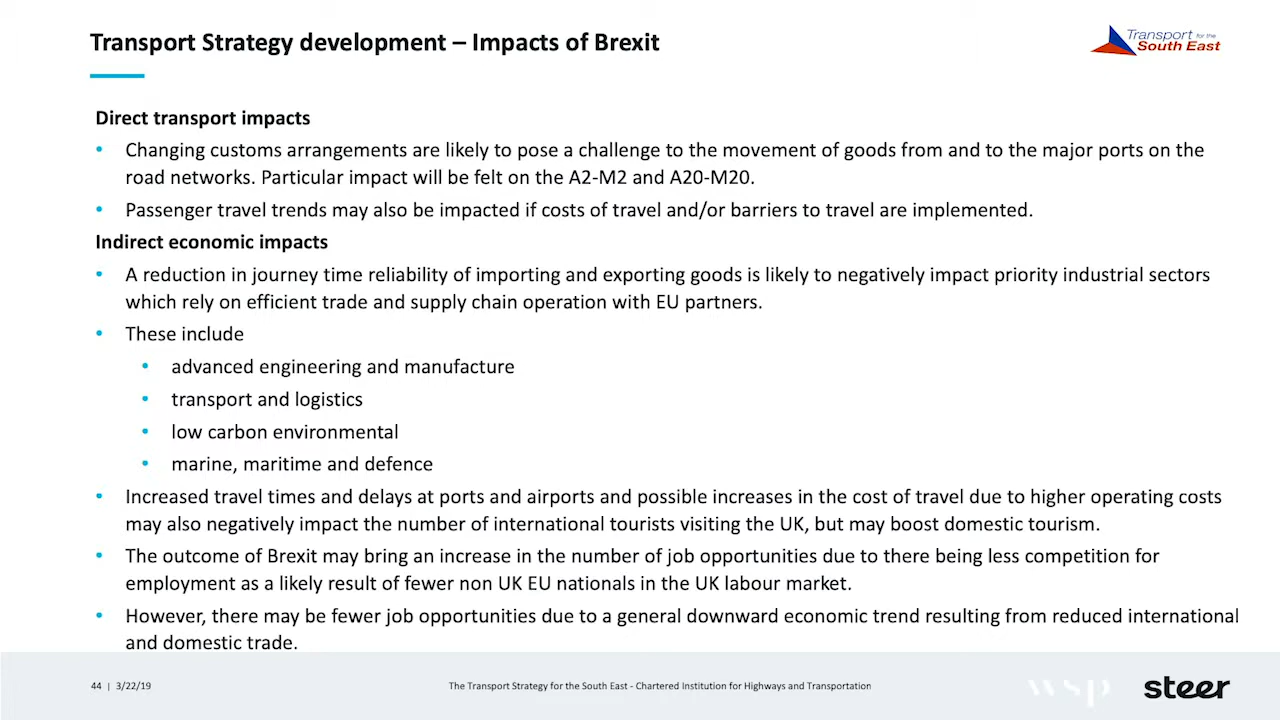 Transport Strategy development – Impacts of Brexit
Transport for the
South East
Direct transport impacts
• Changing customs arrangements are likely to pose a challenge to the movement of goods from and to the major ports on the
road networks. Particular impact will be felt on the A2-M2 and A20-M20.
• Passenger travel trends may also be impacted if costs of travel and/or barriers to travel are implemented.
Indirect economic impacts
• A reduction in journey time reliability of importing and exporting goods is likely to negatively impact priority industrial sectors
which rely on efficient trade and supply chain operation with EU partners.
• These include
• advanced engineering and manufacture
• transport and logistics
• low carbon environmental
• marine, maritime and defence
• Increased travel times and delays at ports and airports and possible increases in the cost of travel due to higher operating costs
may also negatively impact the number of international tourists visiting the UK, but may boost domestic tourism.
• The outcome of Brexit may bring an increase in the number of job opportunities due to there being less competition for
employment as a likely result of fewer non UK EU nationals in the UK labour market.
• However, there may be fewer job opportunities due to a general downward economic trend resulting from reduced international
and domestic trade.
44 | 3/22/19
The Transport Strategy for the South East - Chartered Institution for Highways and Transportation
wsp
steer